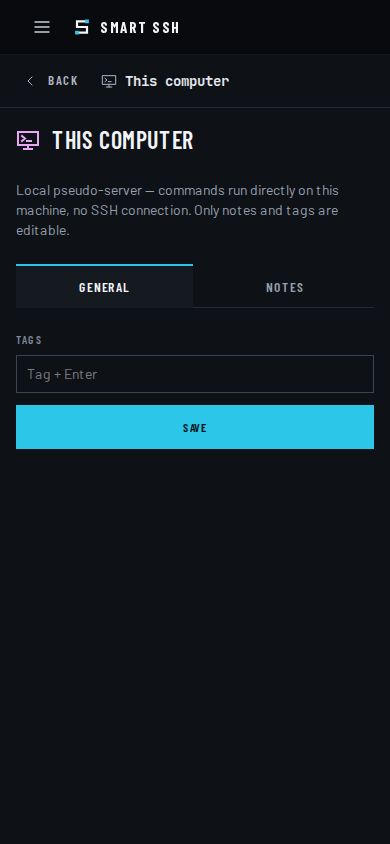 SMART SSH
BACK
This computer
THIS COMPUTER
Local pseudo-server — commands run directly on this
machine, no SSH connection. Only notes and tags are
editable.
GENERAL
NOTES
TAGS
Tag + Enter
SAVE